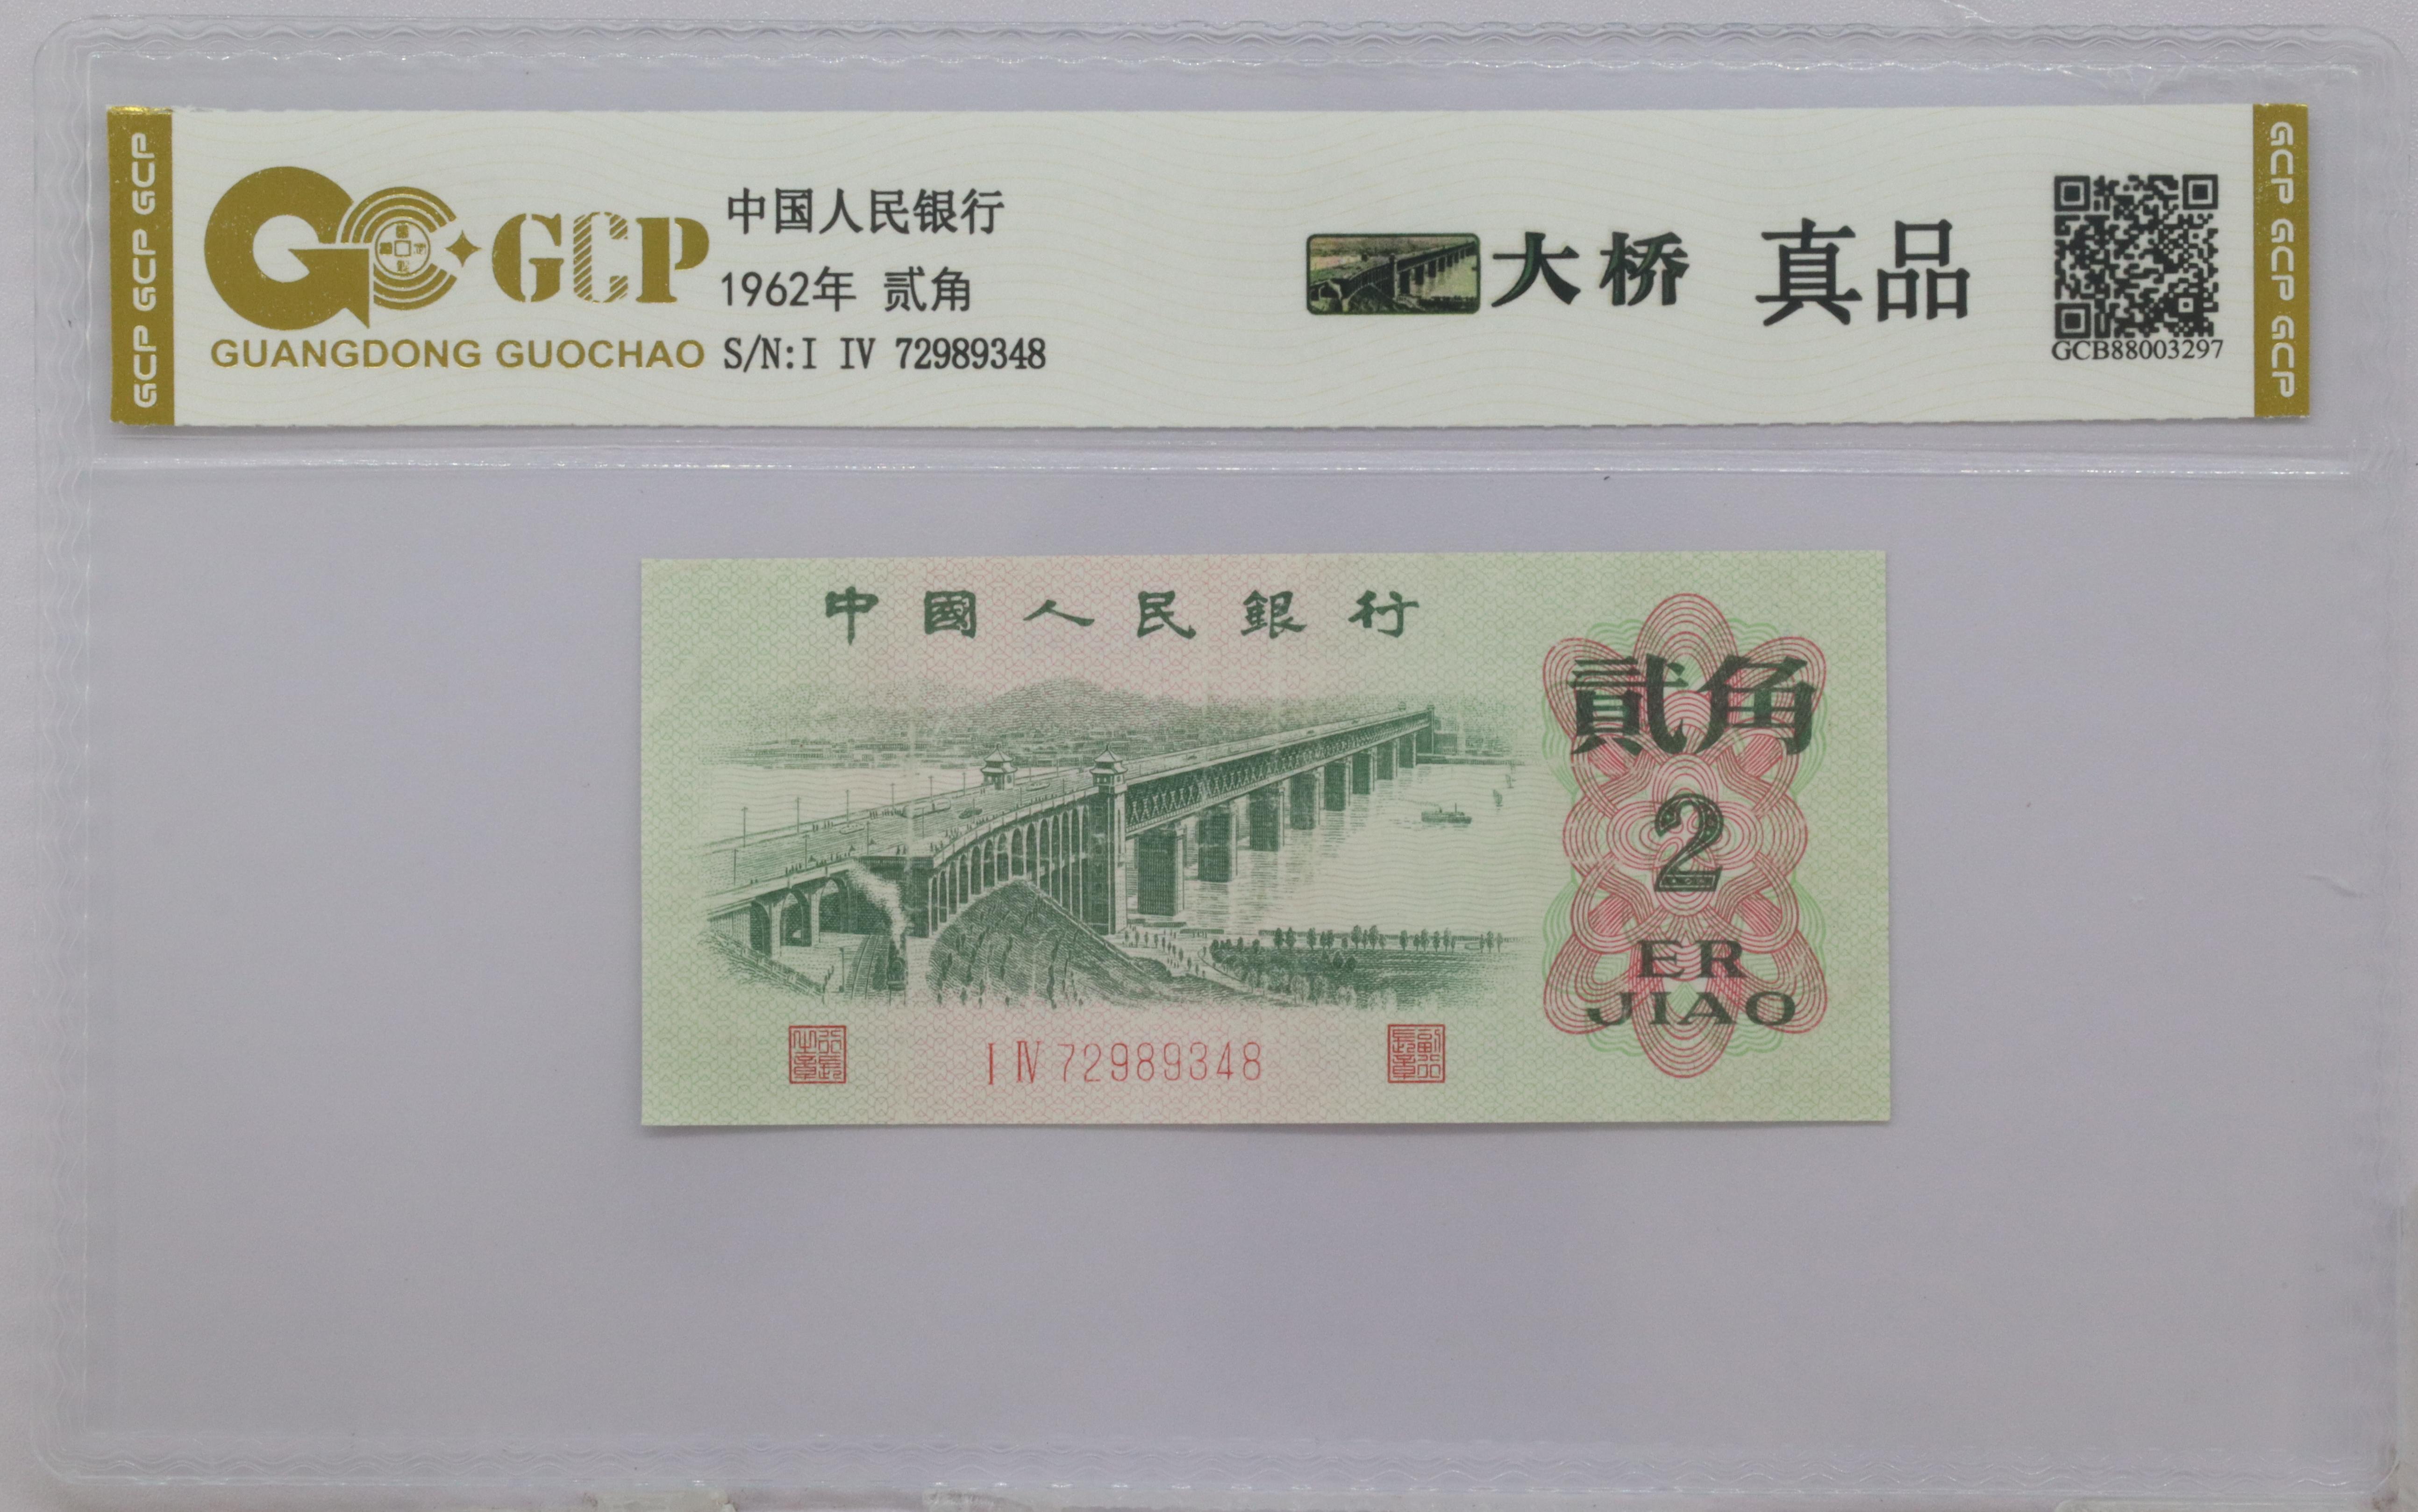 GCP GCP GCP
GCP
GUANGDONG GUOCHAO
中国人民银行
1962年 贰角
S/N:I IV 72989348
大桥 真品
GCB88003297
GCP GCP GCP
中國人民銀行
貳角
2
ER
JIAO
I IV 72989348